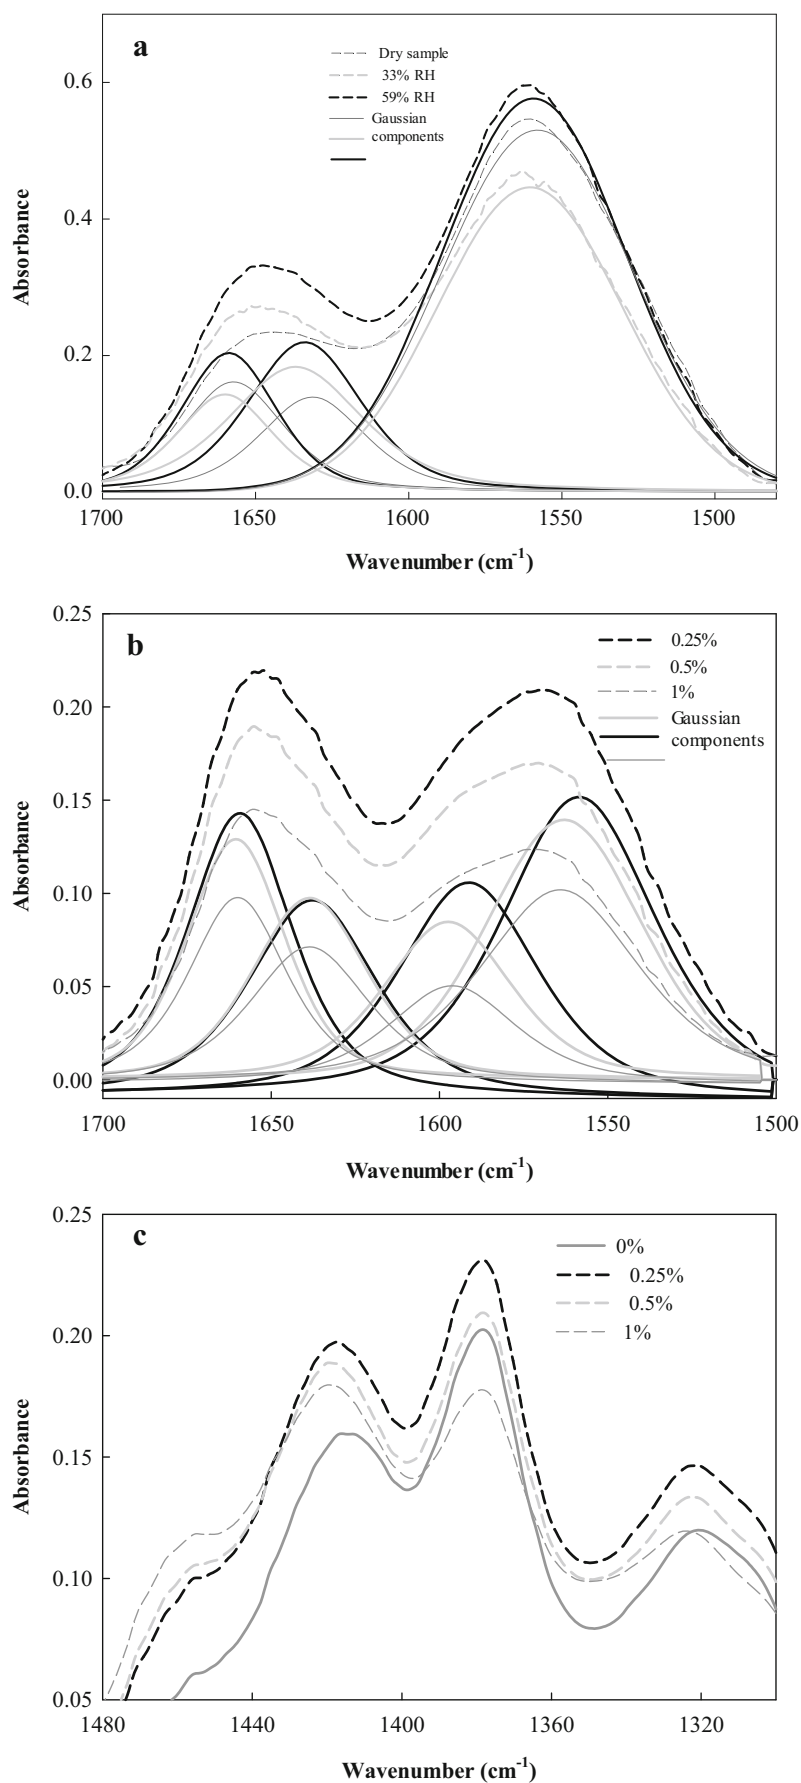 a
Dry sample
33% RH
59% RH
Gaussian
components
0.6
0.4
0.2
0.0
Absorbance
1700 1650 1600 1550 1500
Wavenumber (cm-1)
b
0.25%
0.5%
1%
Gaussian
components
0.25
0.20
0.15
0.10
0.05
0.00
Absorbance
1700 1650 1600 1550 1500
Wavenumber (cm-1)
c
0%
0.25%
0.5%
1%
0.25
0.20
0.15
0.10
0.05
Absorbance
1480 1440 1400 1360 1320
Wavenumber (cm-1)